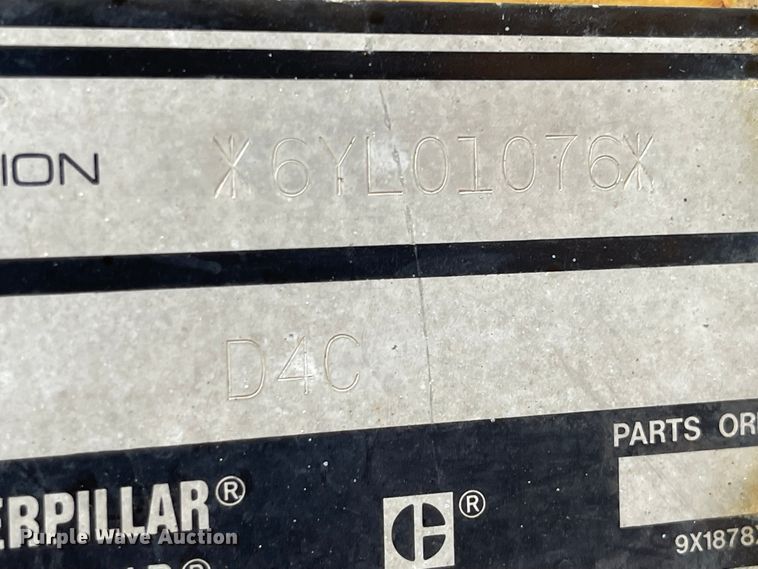 ION *6YL01076*
D4C
PARTS OR
ERPILLAR®
®
Purple Wave Auction
9X1878